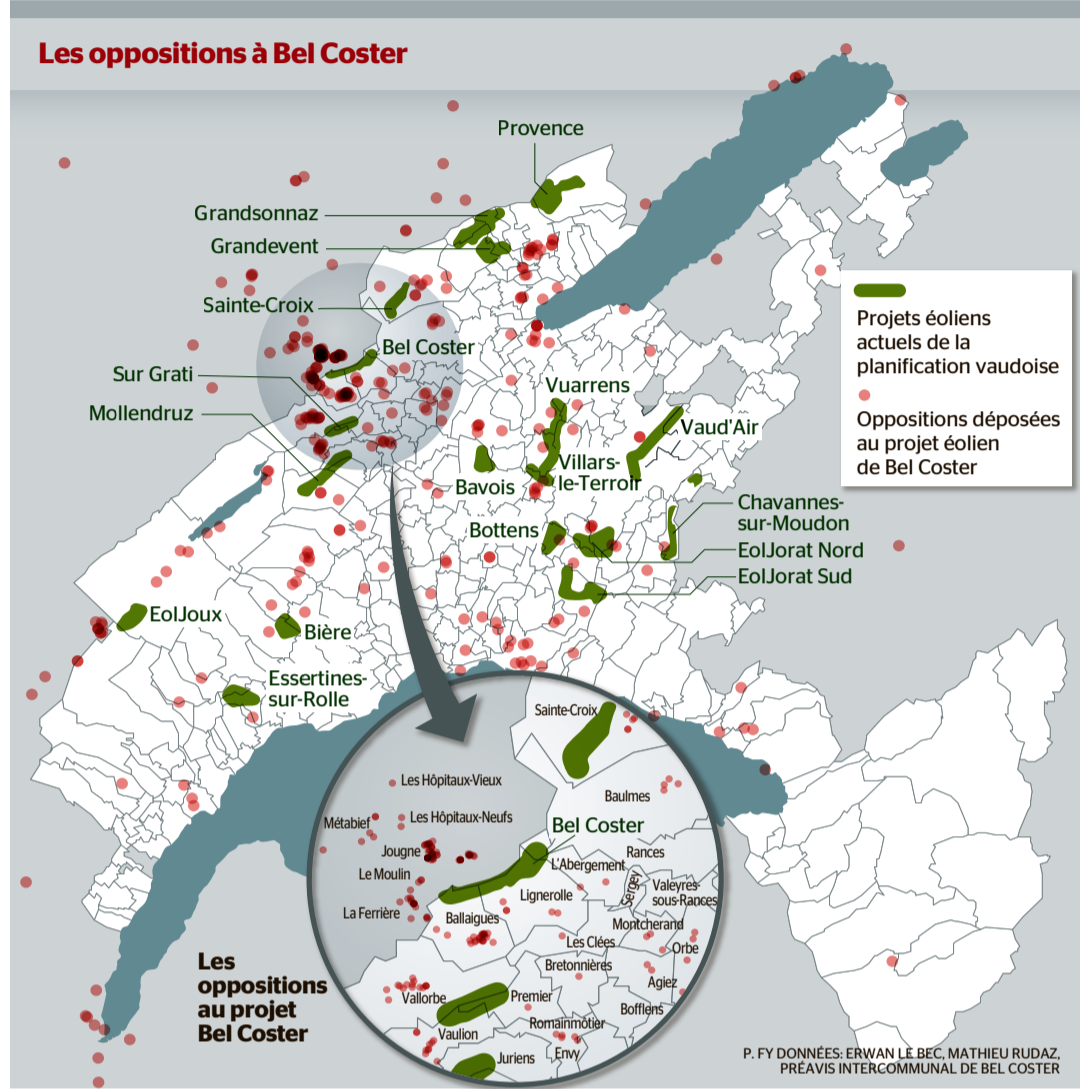 Les oppositions à Bel Coster
Provence
Grandsonnaz
Grandevent
Sainte-Croix
Bel Coster
Sur Grati
Mollendruz
Vuarrens
Vaud'Air
Villars-
le-Terroir
Bavois
Bottens
Chavannes-
sur-Moudon
EolJorat Nord
EolJorat Sud
EolJoux
Bière
Essertines-
sur-Rolle
Projets éoliens
actuels de la
planification vaudoise
Oppositions déposées
au projet éolien
de Bel Coster
Sainte-Croix
Les Hôpitaux-Vieux
Baulmes
Métabief
Les Hôpitaux-Neufs
Bel Coster
Jougne
Rances
L'Abergement
Le Moulin
Sergey
Valeyres-
sous-Rances
Lignerolle
La Ferrière
Ballaigues
Montcherand
Les Clées
Orbe
Bretonnières
Agiez
Vallorbe
Premier
Bofflens
Romainmôtier
Vaulion
Envy
Juriens
Les
oppositions
au projet
Bel Coster
P. FY DONNÉES: ERWAN LE BEC, MATHIEU RUDAZ,
PRÉAVIS INTERCOMMUNAL DE BEL COSTER